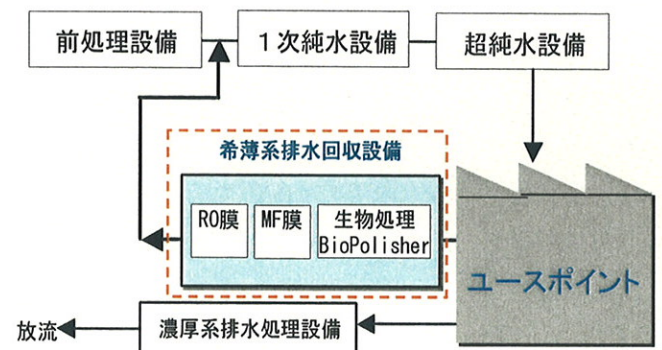 前処理設備
1次純水設備
超純水設備
希薄系排水回収設備
RO膜
MF膜
生物処理
BioPolisher
ユースポイント
放流
濃厚系排水処理設備